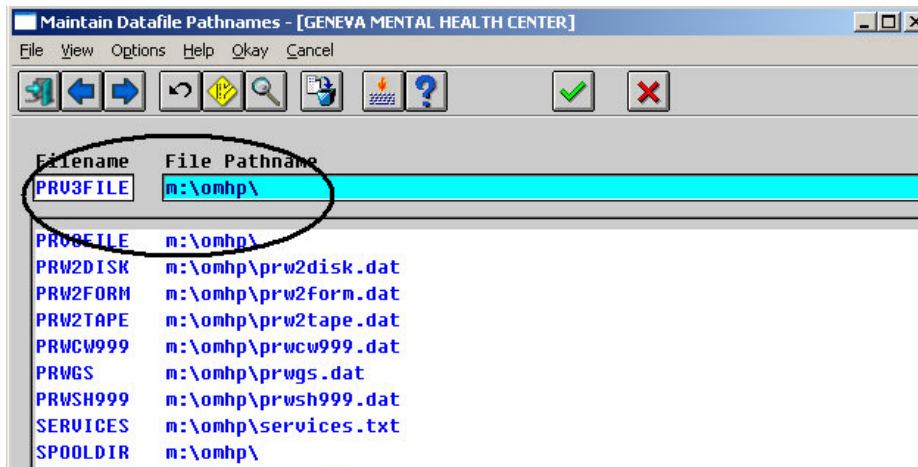 Maintain Datafile Pathnames - [GENEVA MENTAL HEALTH CENTER]
File View Options Help Okay Cancel
Filename File Pathname
PRV3FILE m:\omhp\
PRV3FILE m:\omhp\
PRW2DISK m:\omhp\prw2disk.dat
PRW2FORM m:\omhp\prw2form.dat
PRW2TAPE m:\omhp\prw2tape.dat
PRWCW999 m:\omhp\prwcw999.dat
PRWGS m:\omhp\prwgs.dat
PRWSH999 m:\omhp\prwsh999.dat
SERVICES m:\omhp\services.txt
SPOOLDIR m:\omhp\